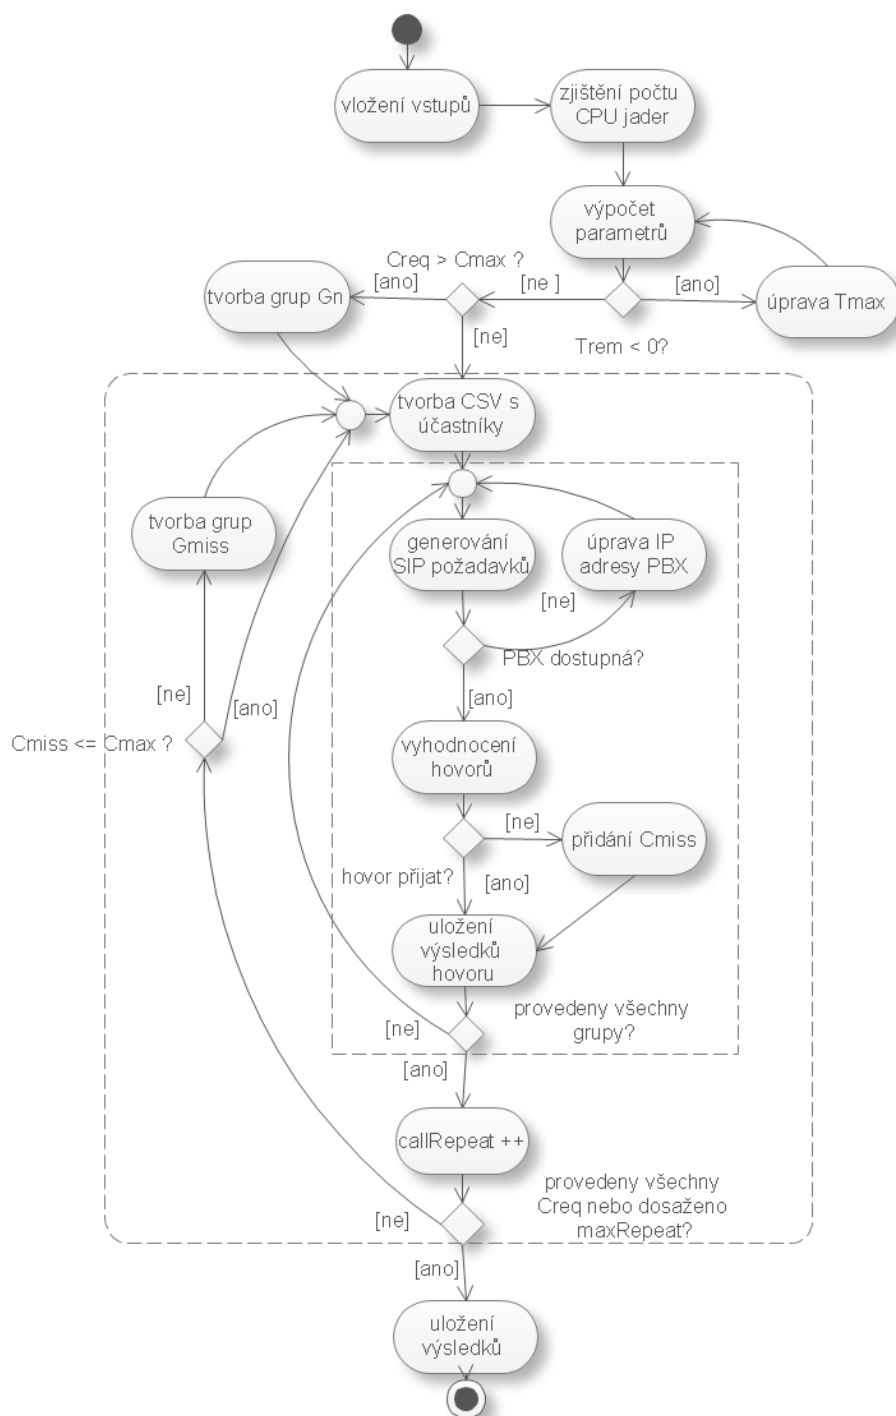 vložení vstupů
zjištění počtu
CPU jader
výpočet
parametrů
Creq > Cmax ?
[ano]
[ne ]
[ano]
tvorba grup Gn
úprava Tmax
[ne]
Trem < 0?
tvorba CSV s
účastníky
tvorba grup
Gmiss
generování
SIP požadavků
úprava IP
adresy PBX
[ne]
PBX dostupná?
[ne]
[ano]
[ano]
Cmiss <= Cmax ?
vyhodnocení
hovorů
[ne]
přidání Cmiss
hovor přijat?
[ano]
uložení
výsledků
hovoru
provedeny všechny
grupy?
[ne]
[ano]
callRepeat ++
provedeny všechny
Creq nebo dosaženo
maxRepeat?
[ne]
[ano]
uložení
výsledků